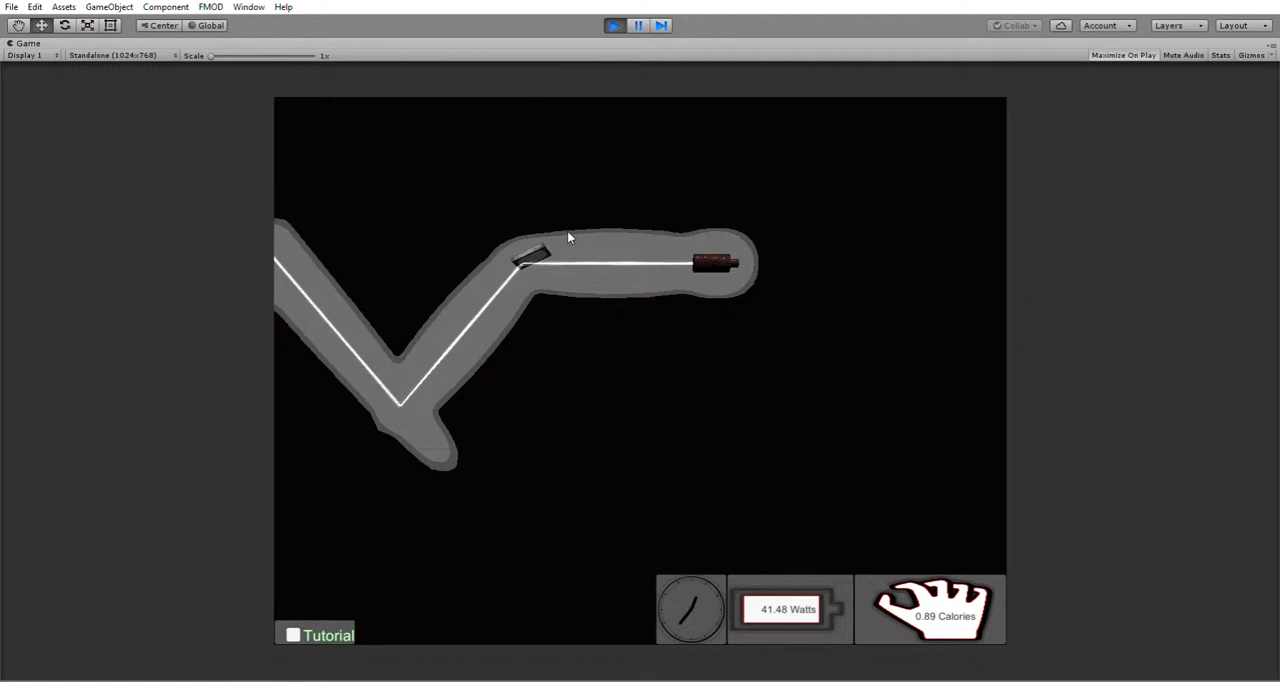 File Edit Assets GameObject Component FMOD Window Help
Center Global Collab Account Layers Layout
Game
Display 1 Standalone (1024x768) Scale 1x Maximize On Play Mute Audio Stats Gizmos
41.48 Watts
0.89 Calories
Tutorial